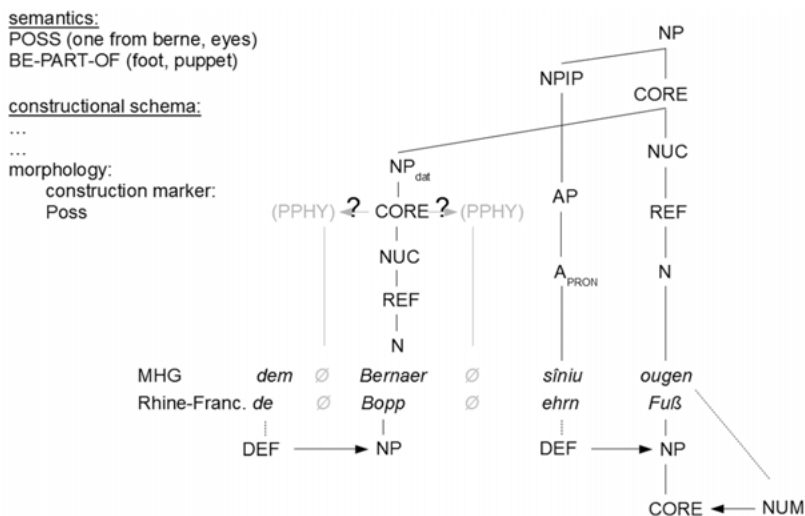 semantics:
POSS (one from berne, eyes)
BE-PART-OF (foot, puppet)
constructional schema:
…
…
morphology:
construction marker:
Poss
NP
NPIP
CORE
NUC
NP dat
AP
(PPHY) ? CORE ? (PPHY)
REF
NUC
A PRON
N
REF
N
MHG dem Ø Bernaer Ø sîniu ougen
Rhine-Franc. de Ø Bopp Ø ehrn Fuß
DEF NP DEF NP
CORE NUM